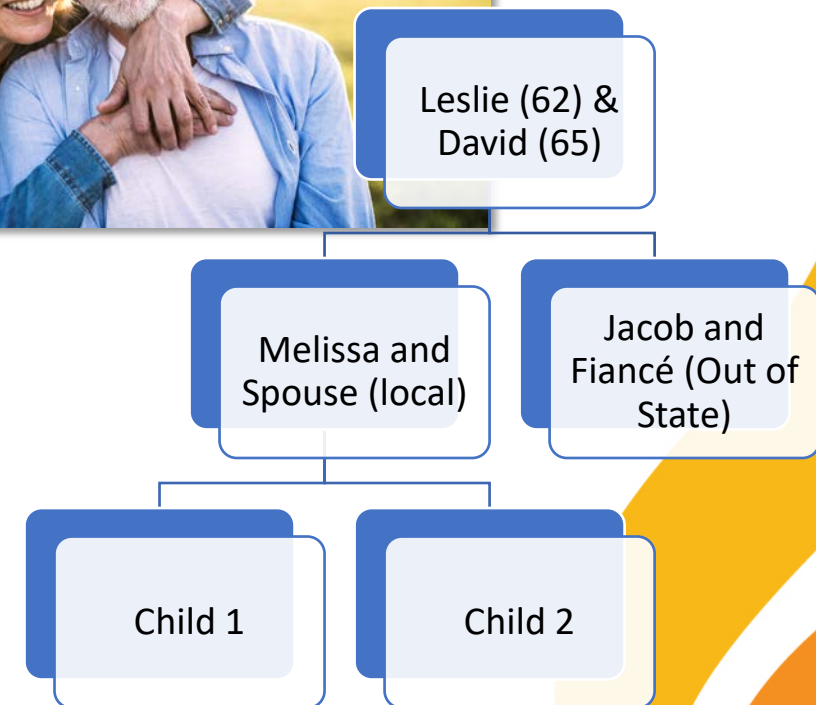 Leslie (62) &
David (65)
Melissa and
Spouse (local)
Jacob and
Fiancé (Out of
State)
Child 1
Child 2